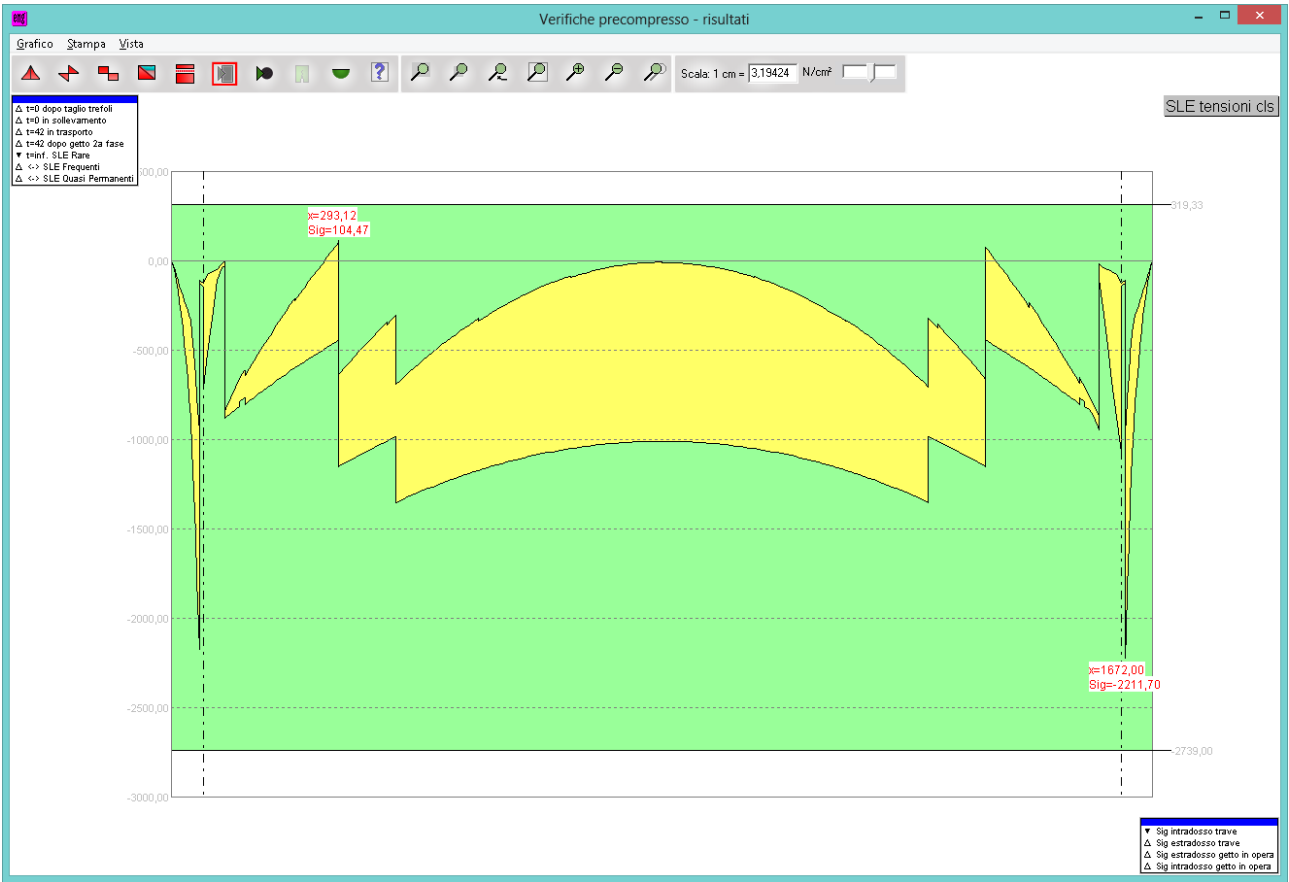 emd
Verifiche precompresso - risultati
Grafico Stampa Vista
Scala: 1 cm = 3,19424 N/cm²
SLE tensioni cls
Δ t=0 dopo taglio trefoli
Δ t=0 in sollevamento
Δ t=42 in trasporto
Δ t=42 dopo getto 2a fase
▼ t=inf. SLE Rare
Δ <-> SLE Frequenti
Δ <-> SLE Quasi Permanenti
500,00
319,33
x=293,12
Sig=104,47
0,00
-500,00
-1000,00
-1500,00
-2000,00
x=1672,00
Sig=-2211,70
-2500,00
-2739,00
-3000,00
▼ Sig intradosso trave
Δ Sig estradosso trave
Δ Sig estradosso getto in opera
Δ Sig intradosso getto in opera